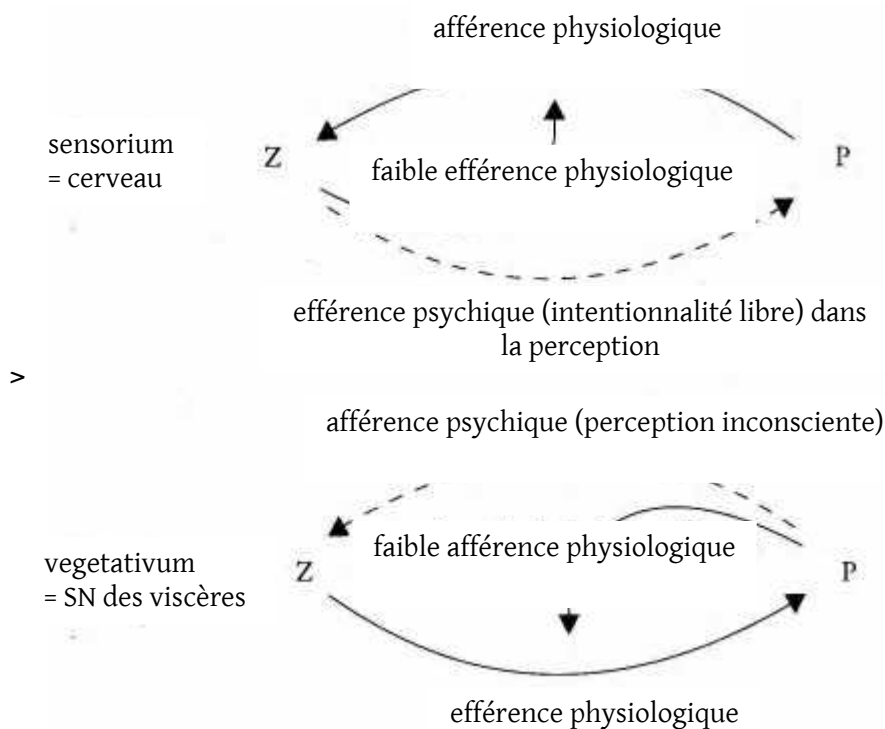 afférence physiologique
sensorium
= cerveau
Z
faible efférence physiologique
P
efférence psychique (intentionnalité libre) dans
la perception
>
afférence psychique (perception inconsciente)
vegetativum
= SN des viscères
Z
faible afférence physiologique
P
efférence physiologique